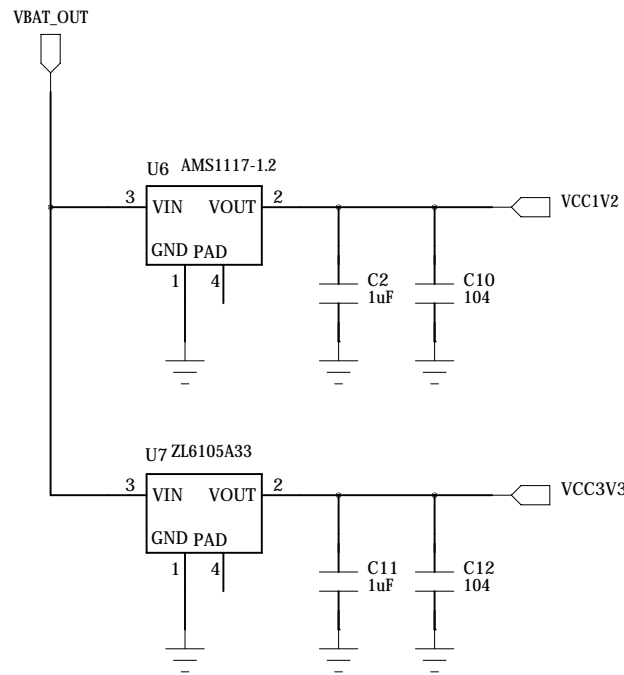 VBAT_OUT
U6 AMS1117-1.2
3 VIN VOUT 2
VCC1V2
GND PAD
1 4
C2
1uF
C10
104
U7 ZL6105A33
3 VIN VOUT 2
VCC3V3
GND PAD
1 4
C11
1uF
C12
104